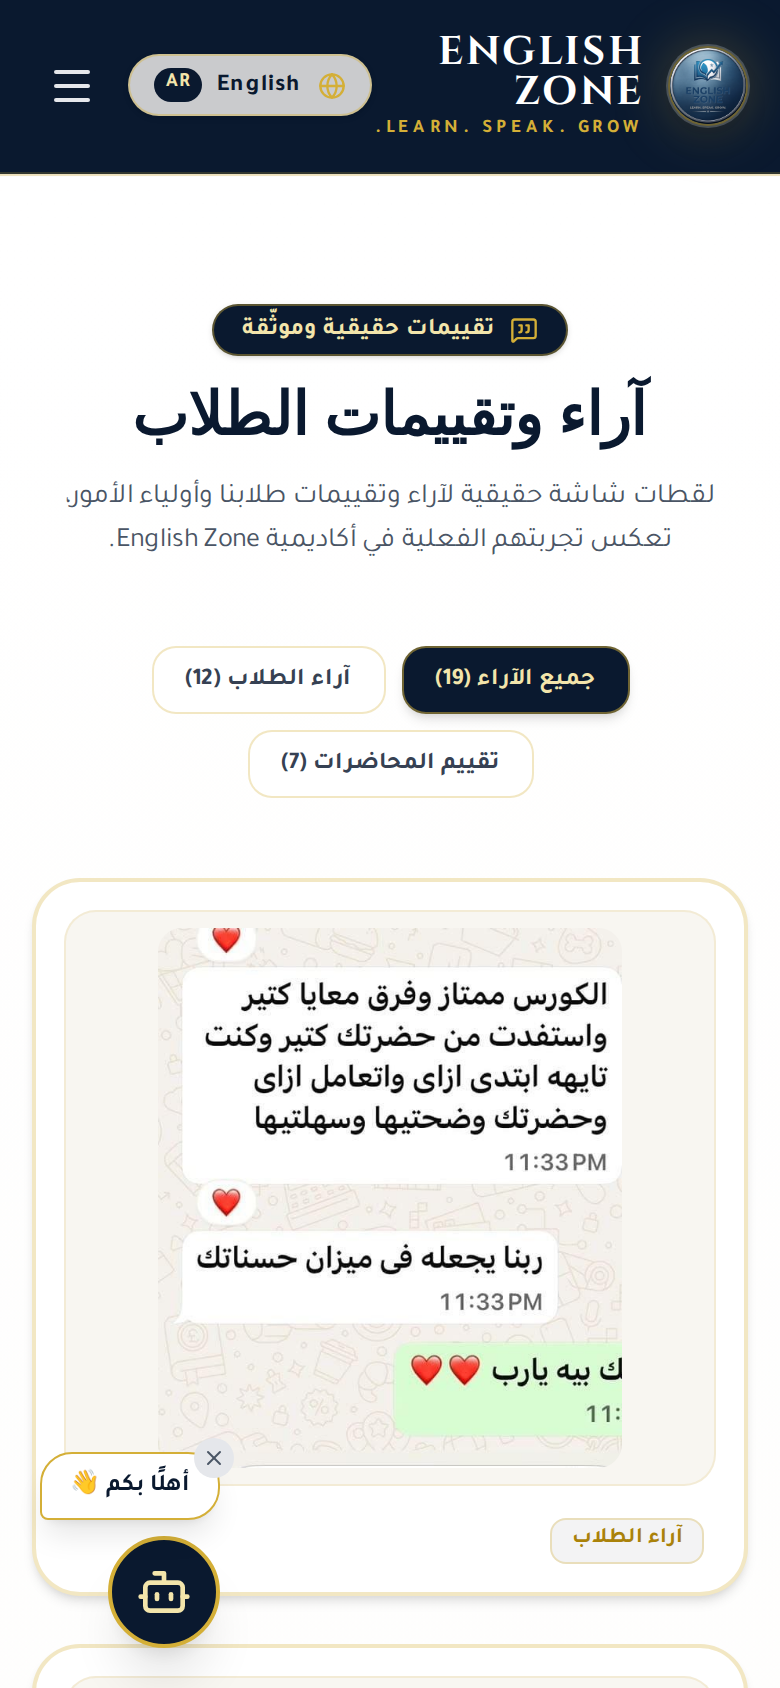 ENGLISH
ZONE
LEARN. SPEAK. GROW.
English AR
تقييمات حقيقية وموثّقة
آراء وتقييمات الطلاب
لقطات شاشة حقيقية لآراء وتقييمات طلابنا وأولياء الأمور،
تعكس تجربتهم الفعلية في أكاديمية English Zone.
جميع الآراء (19)
آراء الطلاب (12)
تقييم المحاضرات (7)
❤️
الكورس ممتاز وفرق معايا كتير
واستفدت من حضرتك كتير وكنت
تايهه ابتدى ازاى واتعامل ازاى
وحضرتك وضحتيها وسهلتيها
11:33 PM
❤️
ربنا يجعله فى ميزان حسناتك
11:33 PM
ك بيه يارب ❤️❤️
11:
أهلًا بكم 👋
آراء الطلاب